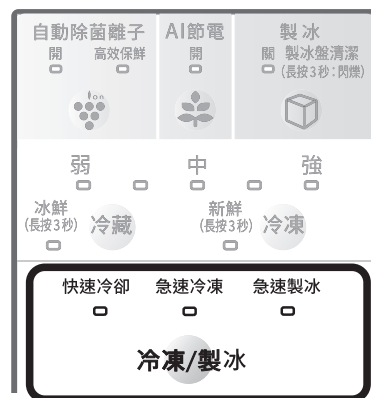 自動除菌離子 AI節電 製冰
開 高效保鮮 開 關 製冰盤清潔
(長按3秒:閃爍)
ion
弱 中 強
冰鮮 新鮮
(長按3秒) 冷藏 (長按3秒) 冷凍
快速冷卻 急速冷凍 急速製冰
冷凍/製冰